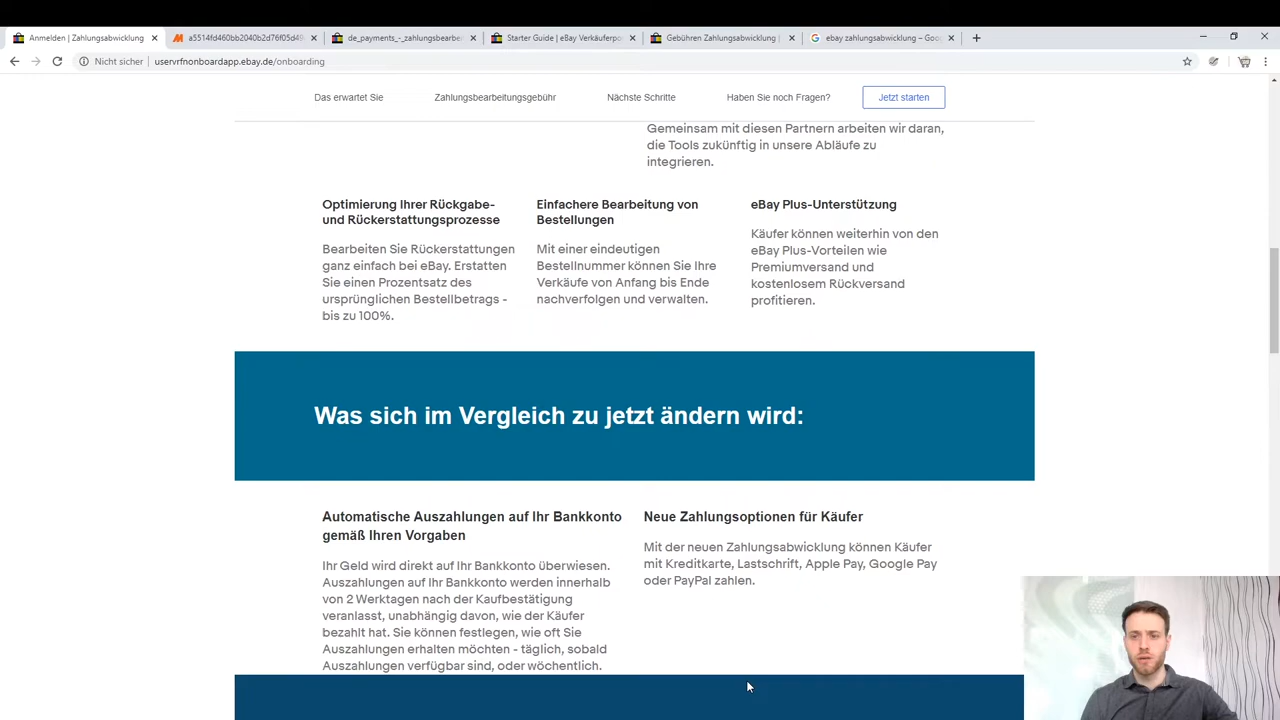 Anmelden | Zahlungsabwicklung
a5514fd460bb2040b2d76f05d49
de_payments_-_zahlungsbearbei
Starter Guide | eBay Verkäuferpo
Gebühren Zahlungsabwicklung |
ebay zahlungsabwicklung – Goo
Nicht sicher | uservrfnonboardapp.ebay.de/onboarding
Das erwartet Sie
Zahlungsbearbeitungsgebühr
Nächste Schritte
Haben Sie noch Fragen?
Jetzt starten
Gemeinsam mit diesen Partnern arbeiten wir daran,
die Tools zukünftig in unsere Abläufe zu
integrieren.
Optimierung Ihrer Rückgabe-
und Rückerstattungsprozesse
Bearbeiten Sie Rückerstattungen
ganz einfach bei eBay. Erstatten
Sie einen Prozentsatz des
ursprünglichen Bestellbetrags -
bis zu 100%.
Einfachere Bearbeitung von
Bestellungen
Mit einer eindeutigen
Bestellnummer können Sie Ihre
Verkäufe von Anfang bis Ende
nachverfolgen und verwalten.
eBay Plus-Unterstützung
Käufer können weiterhin von den
eBay Plus-Vorteilen wie
Premiumversand und
kostenlosem Rückversand
profitieren.
Was sich im Vergleich zu jetzt ändern wird:
Automatische Auszahlungen auf Ihr Bankkonto
gemäß Ihren Vorgaben
Ihr Geld wird direkt auf Ihr Bankkonto überwiesen.
Auszahlungen auf Ihr Bankkonto werden innerhalb
von 2 Werktagen nach der Kaufbestätigung
veranlasst, unabhängig davon, wie der Käufer
bezahlt hat. Sie können festlegen, wie oft Sie
Auszahlungen erhalten möchten - täglich, sobald
Auszahlungen verfügbar sind, oder wöchentlich.
Neue Zahlungsoptionen für Käufer
Mit der neuen Zahlungsabwicklung können Käufer
mit Kreditkarte, Lastschrift, Apple Pay, Google Pay
oder PayPal zahlen.